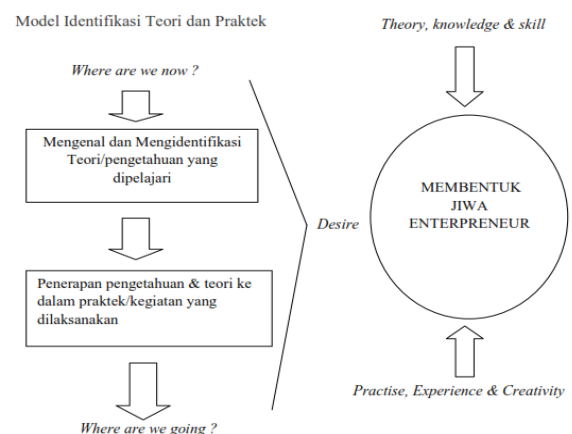 Model Identifikasi Teori dan Praktek
Where are we now ?
Mengenal dan Mengidentifikasi
Teori/pengetahuan yang
dipelajari
Penerapan pengetahuan & teori ke
dalam praktek/kegiatan yang
dilaksanakan
Where are we going ?
Desire
Theory, knowledge & skill
MEMBENTUK
JIWA
ENTERPRENEUR
Practise, Experience & Creativity